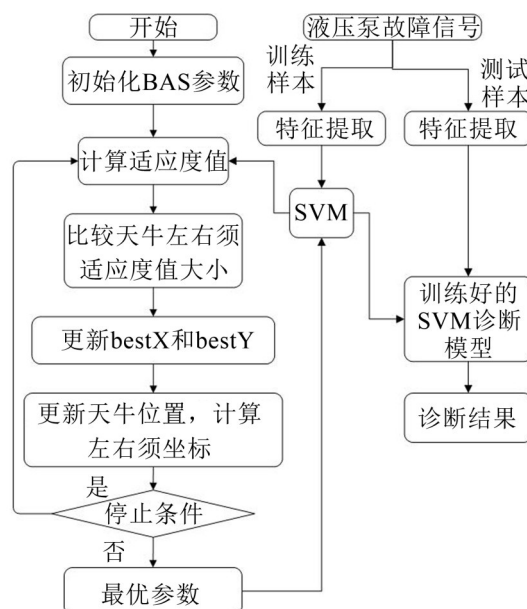 开始
初始化BAS参数
计算适应度值
比较天牛左右须
适应度值大小
更新bestX和bestY
更新天牛位置，计算
左右须坐标
是
停止条件
否
最优参数
液压泵故障信号
训练
样本
测试
样本
特征提取
特征提取
SVM
训练好的
SVM诊断
模型
诊断结果